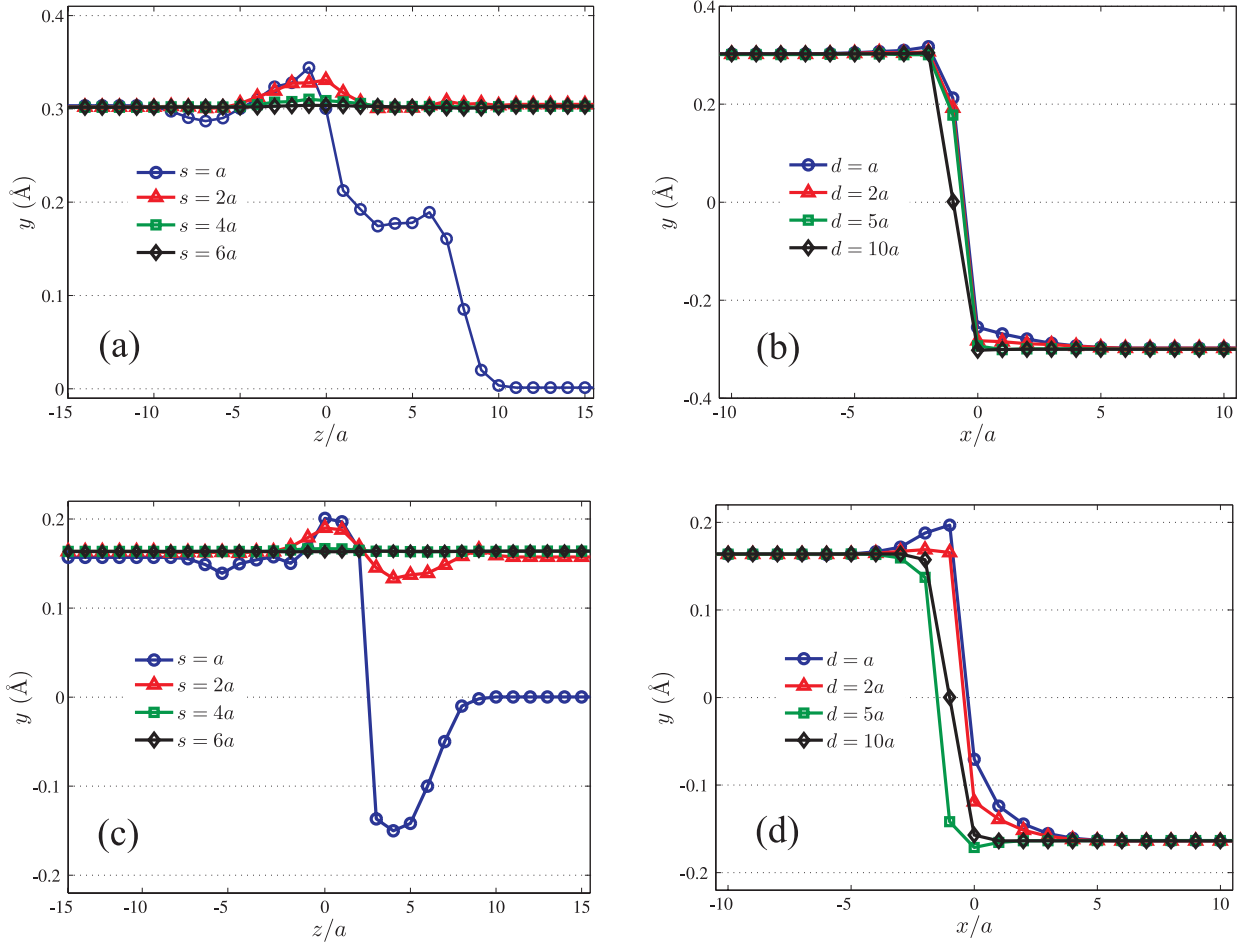 0.4
0.3
0.2
0.1
0
-15
-10
-5
0
5
10
15
y (Å)
z/a
s = a
s = 2a
s = 4a
s = 6a
(a)
0.4
0.2
0
-0.2
-0.4
-10
-5
0
5
10
y (Å)
x/a
d = a
d = 2a
d = 5a
d = 10a
(b)
0.2
0.1
0
-0.1
-0.2
-15
-10
-5
0
5
10
15
y (Å)
z/a
s = a
s = 2a
s = 4a
s = 6a
(c)
0.2
0.1
0
-0.1
-0.2
-10
-5
0
5
10
y (Å)
x/a
d = a
d = 2a
d = 5a
d = 10a
(d)